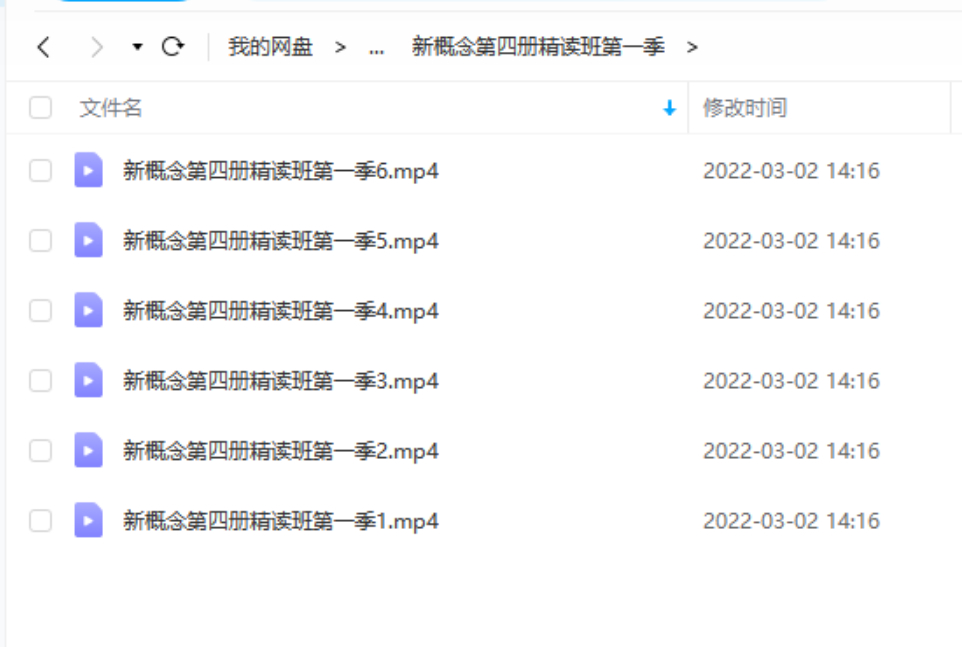 我的网盘 > ... 新概念第四册精读班第一季 >
文件名 修改时间
新概念第四册精读班第一季6.mp4 2022-03-02 14:16
新概念第四册精读班第一季5.mp4 2022-03-02 14:16
新概念第四册精读班第一季4.mp4 2022-03-02 14:16
新概念第四册精读班第一季3.mp4 2022-03-02 14:16
新概念第四册精读班第一季2.mp4 2022-03-02 14:16
新概念第四册精读班第一季1.mp4 2022-03-02 14:16